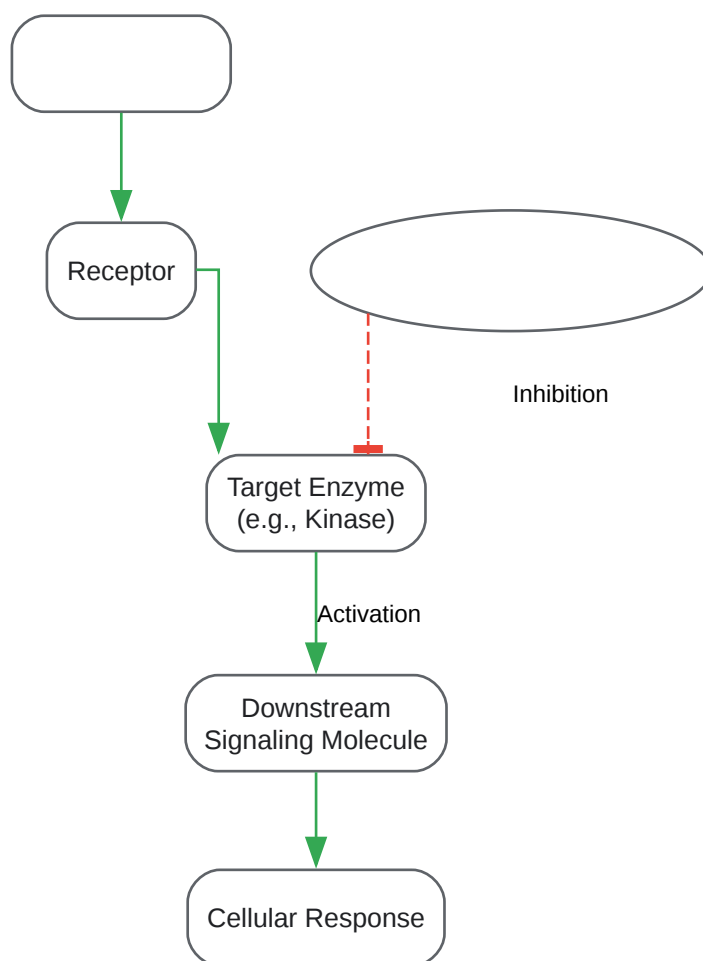 Receptor
Inhibition
Target Enzyme
(e.g., Kinase)
Activation
Downstream
Signaling Molecule
Cellular Response